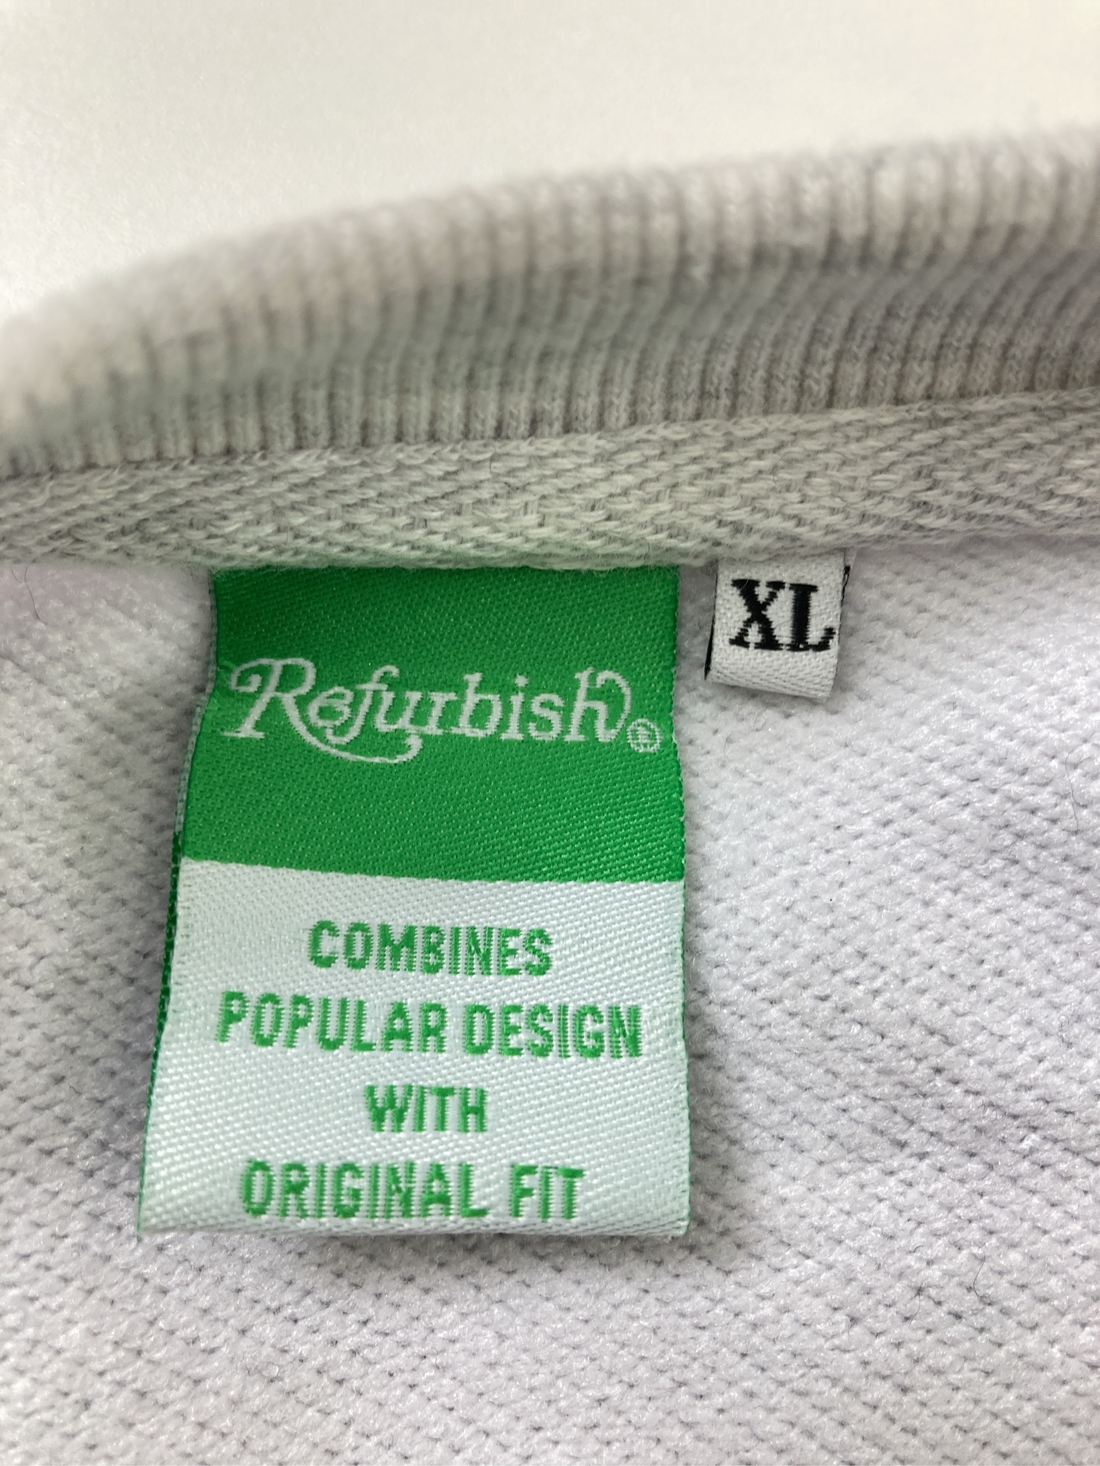 Refurbish®
XL
COMBINES
POPULAR DESIGN
WITH
ORIGINAL FIT